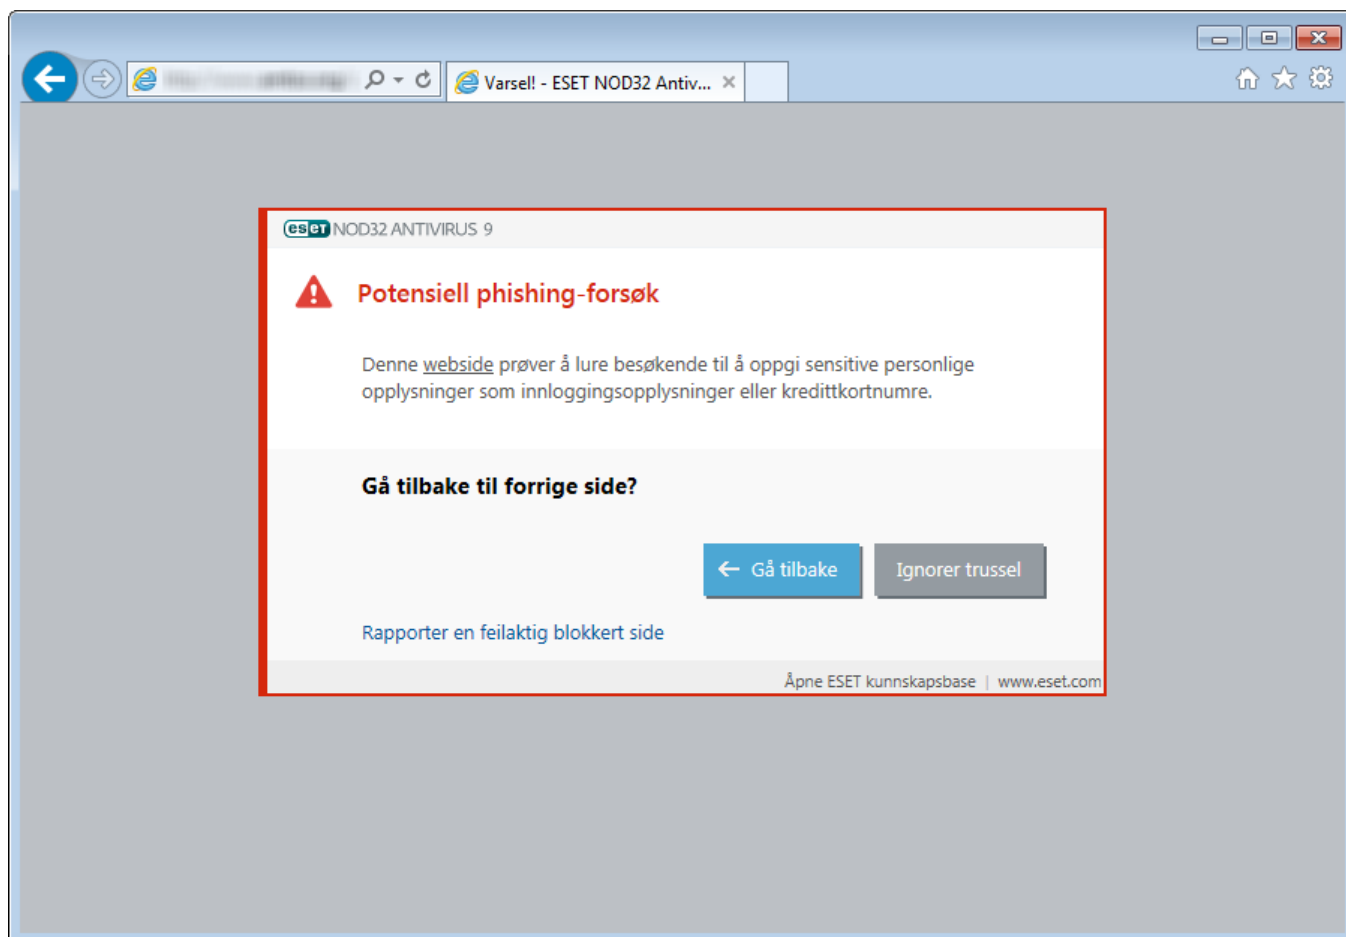 Varsel! - ESET NOD32 Antiv...
eset NOD32 ANTIVIRUS 9
Potensiell phishing-forsøk
Denne webside prøver å lure besøkende til å oppgi sensitive personlige
opplysninger som innloggingsopplysninger eller kredittkortnumre.
Gå tilbake til forrige side?
Gå tilbake
Ignorer trussel
Rapporter en feilaktig blokkert side
Åpne ESET kunnskapsbase | www.eset.com